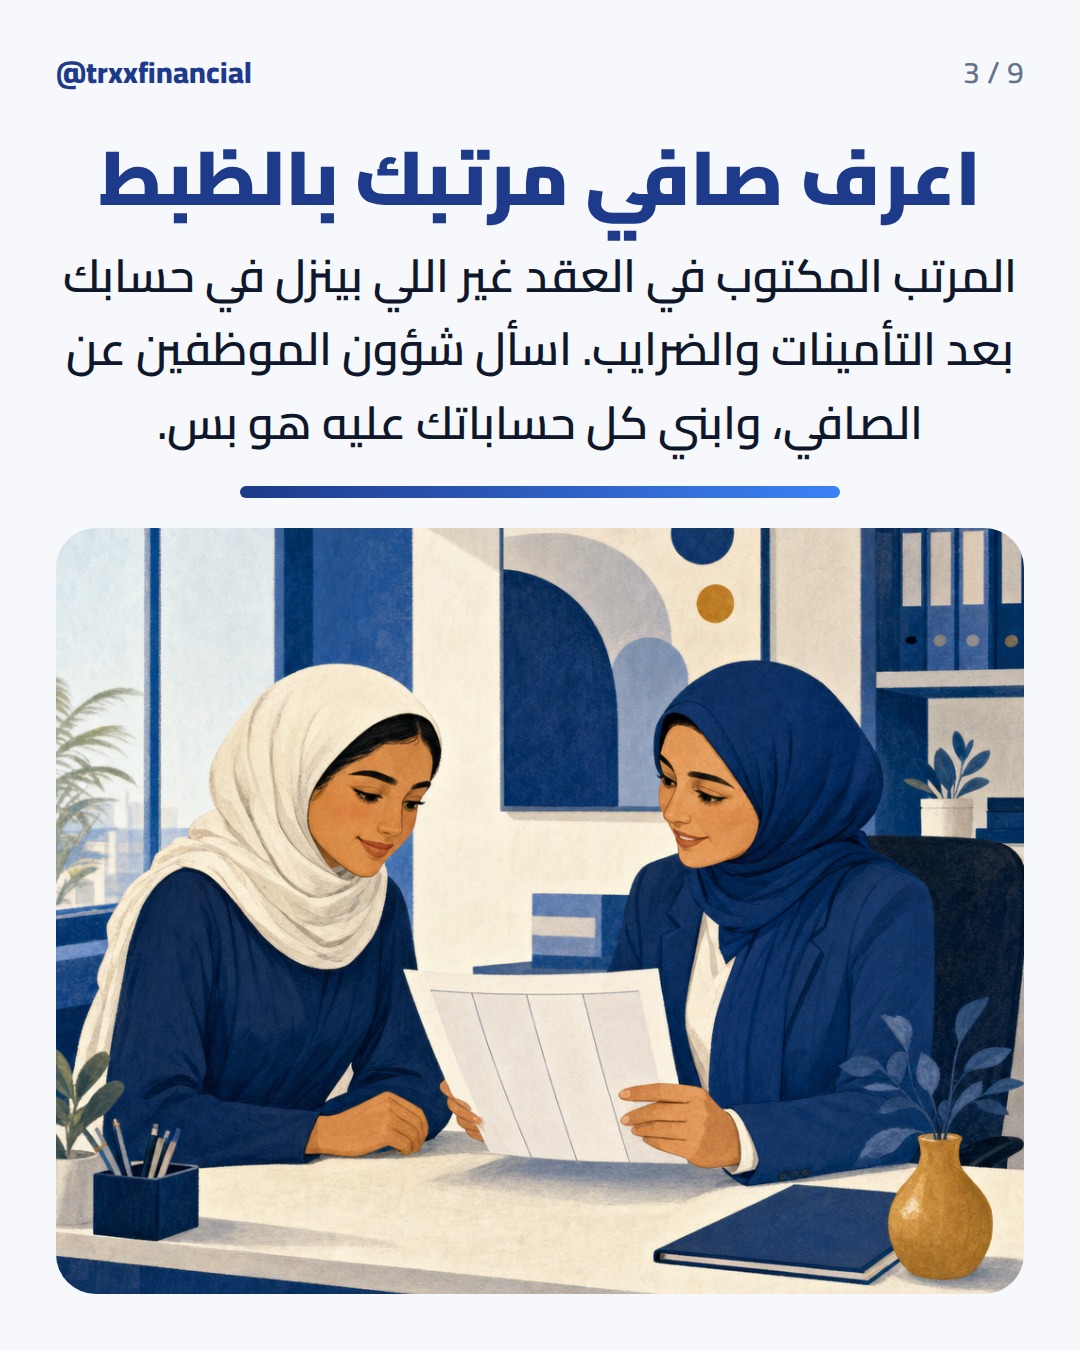 @trxxfinancial
3 / 9
اعرف صافي مرتبك بالظبط
المرتب المكتوب في العقد غير اللي بينزل في حسابك
بعد التأمينات والضرايب. اسأل شؤون الموظفين عن
الصافي، وابني كل حساباتك عليه هو بس.